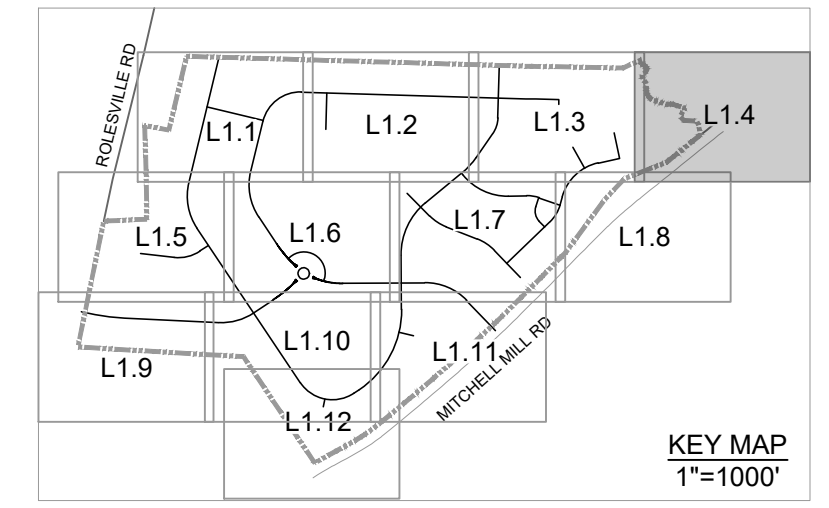 ROLESVILLE RD
L1.1
L1.2
L1.3
L1.4
L1.5
L1.6
L1.7
L1.8
L1.9
L1.10
L1.11
L1.12
MITCHELL MILL RD
KEY MAP
1"=1000'